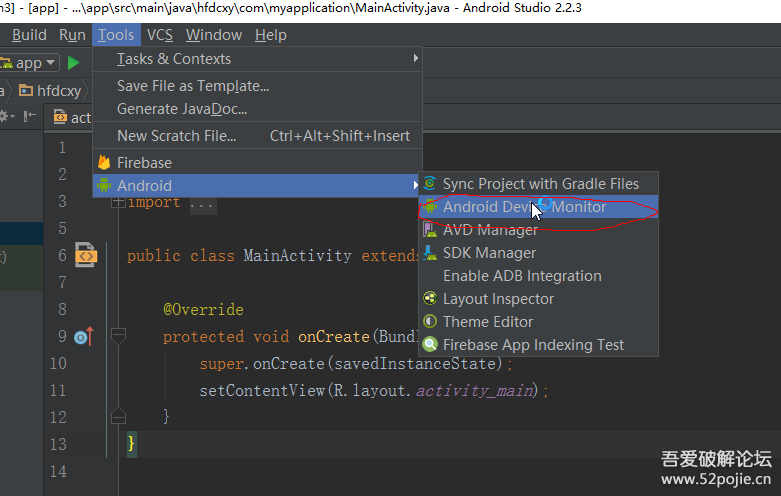 n3] - [app] - ...\app\src\main\java\hfdcxy\com\myapplication\MainActivity.java - Android Studio 2.2.3
Build Run Tools VCS Window Help
app
hfdcxy
act
Tasks & Contexts
Save File as Template...
Generate JavaDoc...
New Scratch File... Ctrl+Alt+Shift+Insert
Firebase
Android
Sync Project with Gradle Files
Android Device Monitor
AVD Manager
SDK Manager
Enable ADB Integration
Layout Inspector
Theme Editor
Firebase App Indexing Test
1
2
3 import ...
5
6 public class MainActivity extends
7
8 @Override
9 protected void onCreate(Bundl
10 super.onCreate(savedInstanceState);
11 setContentView(R.layout.activity_main);
12 }
13 }
14
吾爱破解论坛
www.52pojie.cn